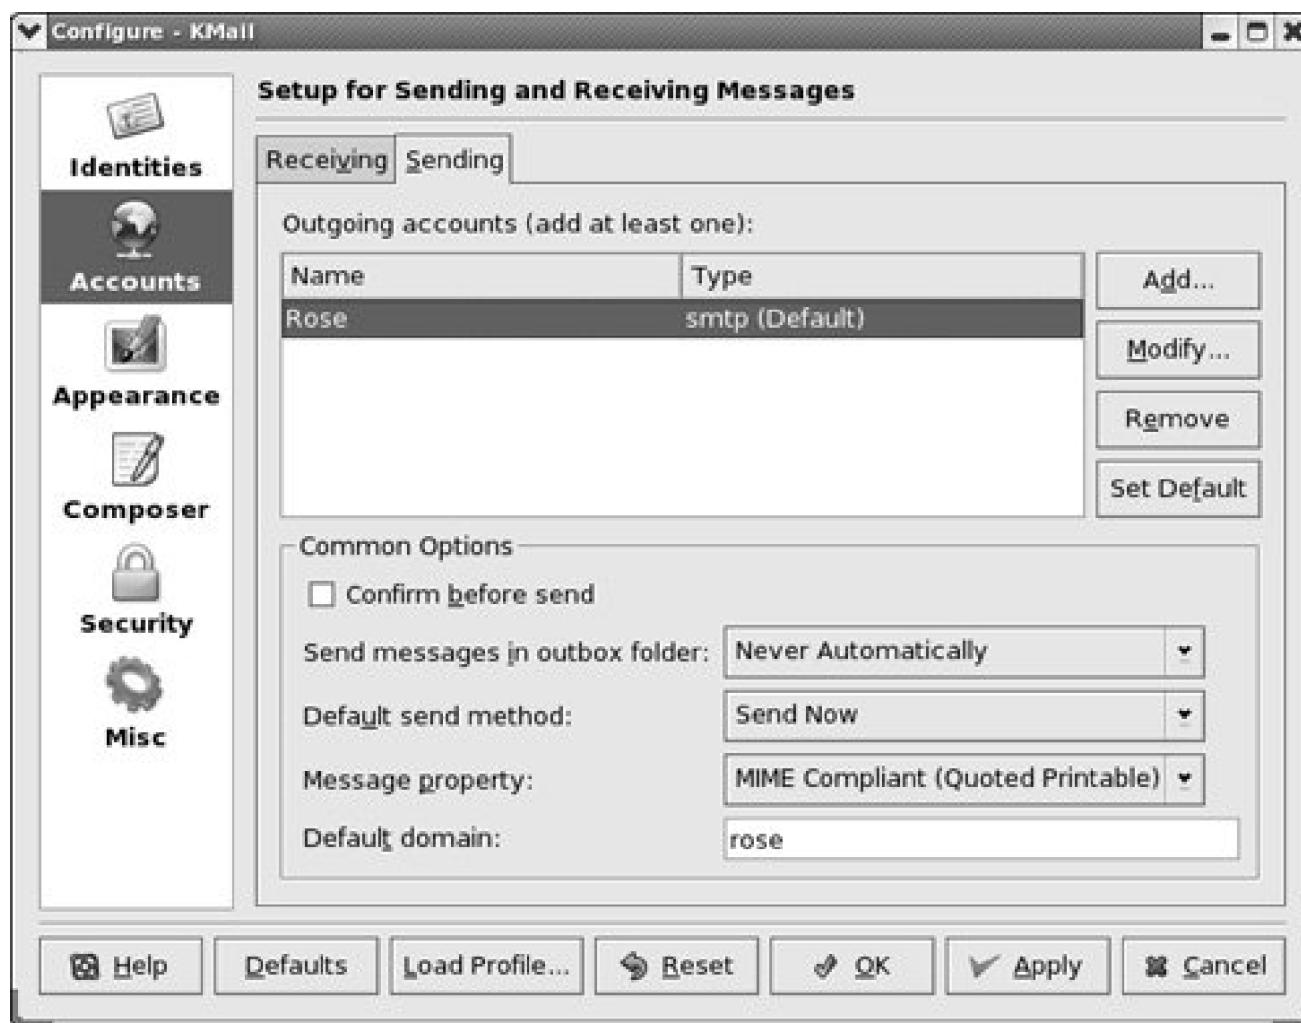 Configure - KMail
Setup for Sending and Receiving Messages
Identities
Accounts
Appearance
Composer
Security
Misc
Receiving Sending
Outgoing accounts (add at least one):
Name Type
Rose smtp (Default)
Add...
Modify...
Remove
Set Default
Common Options
Confirm before send
Send messages in outbox folder: Never Automatically
Default send method: Send Now
Message property: MIME Compliant (Quoted Printable)
Default domain: rose
Help Defaults Load Profile... Reset OK Apply Cancel